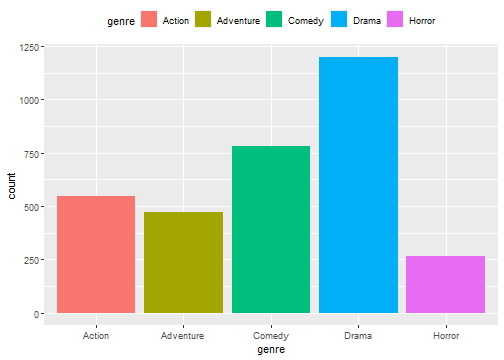 genre Action Adventure Comedy Drama Horror
1250
1000
750
500
250
0
count
Action Adventure Comedy Drama Horror
genre